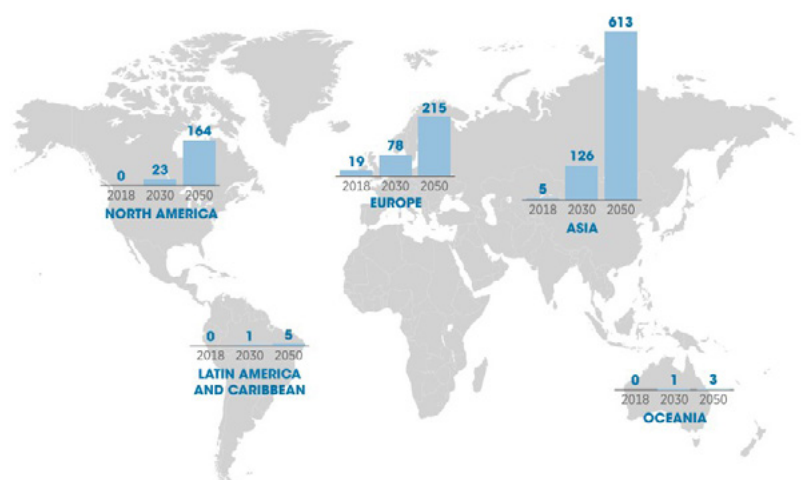 0 23 164
2018 2030 2050
NORTH AMERICA
19 78 215
2018 2030 2050
EUROPE
5 126 613
2018 2030 2050
ASIA
0 1 5
2018 2030 2050
LATIN AMERICA
AND CARIBBEAN
0 1 3
2018 2030 2050
OCEANIA